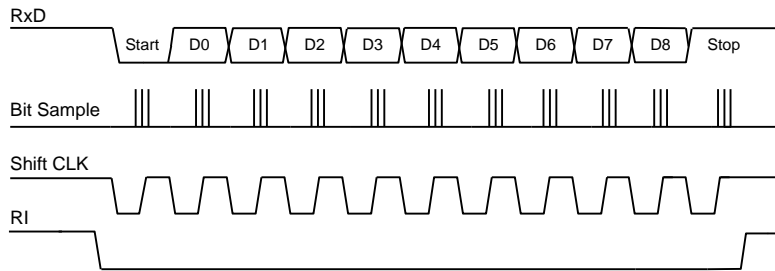 RxD
Start D0 D1 D2 D3 D4 D5 D6 D7 D8 Stop
Bit Sample
Shift CLK
RI